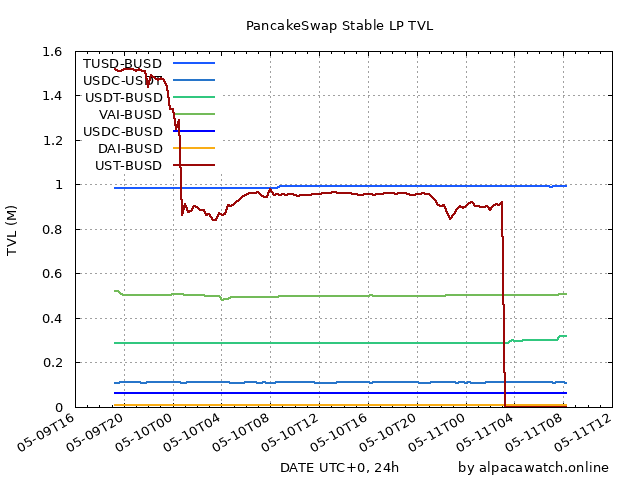 PancakeSwap Stable LP TVL
TVL (M)
1.6
1.4
1.2
1
0.8
0.6
0.4
0.2
0
TUSD-BUSD
USDC-USDT
USDT-BUSD
VAI-BUSD
USDC-BUSD
DAI-BUSD
UST-BUSD
05-09T16
05-09T20
05-10T00
05-10T04
05-10T08
05-10T12
05-10T16
05-10T20
05-11T00
05-11T04
05-11T08
05-11T12
DATE UTC+0, 24h
by alpacawatch.online